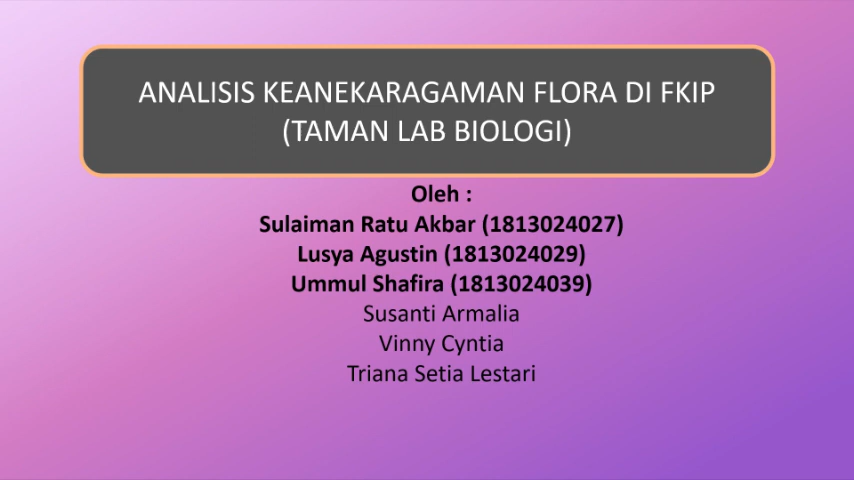 ANALISIS KEANEKARAGAMAN FLORA DI FKIP
(TAMAN LAB BIOLOGI)
Oleh :
Sulaiman Ratu Akbar (1813024027)
Lusya Agustin (1813024029)
Ummul Shafira (1813024039)
Susanti Armalia
Vinny Cyntia
Triana Setia Lestari